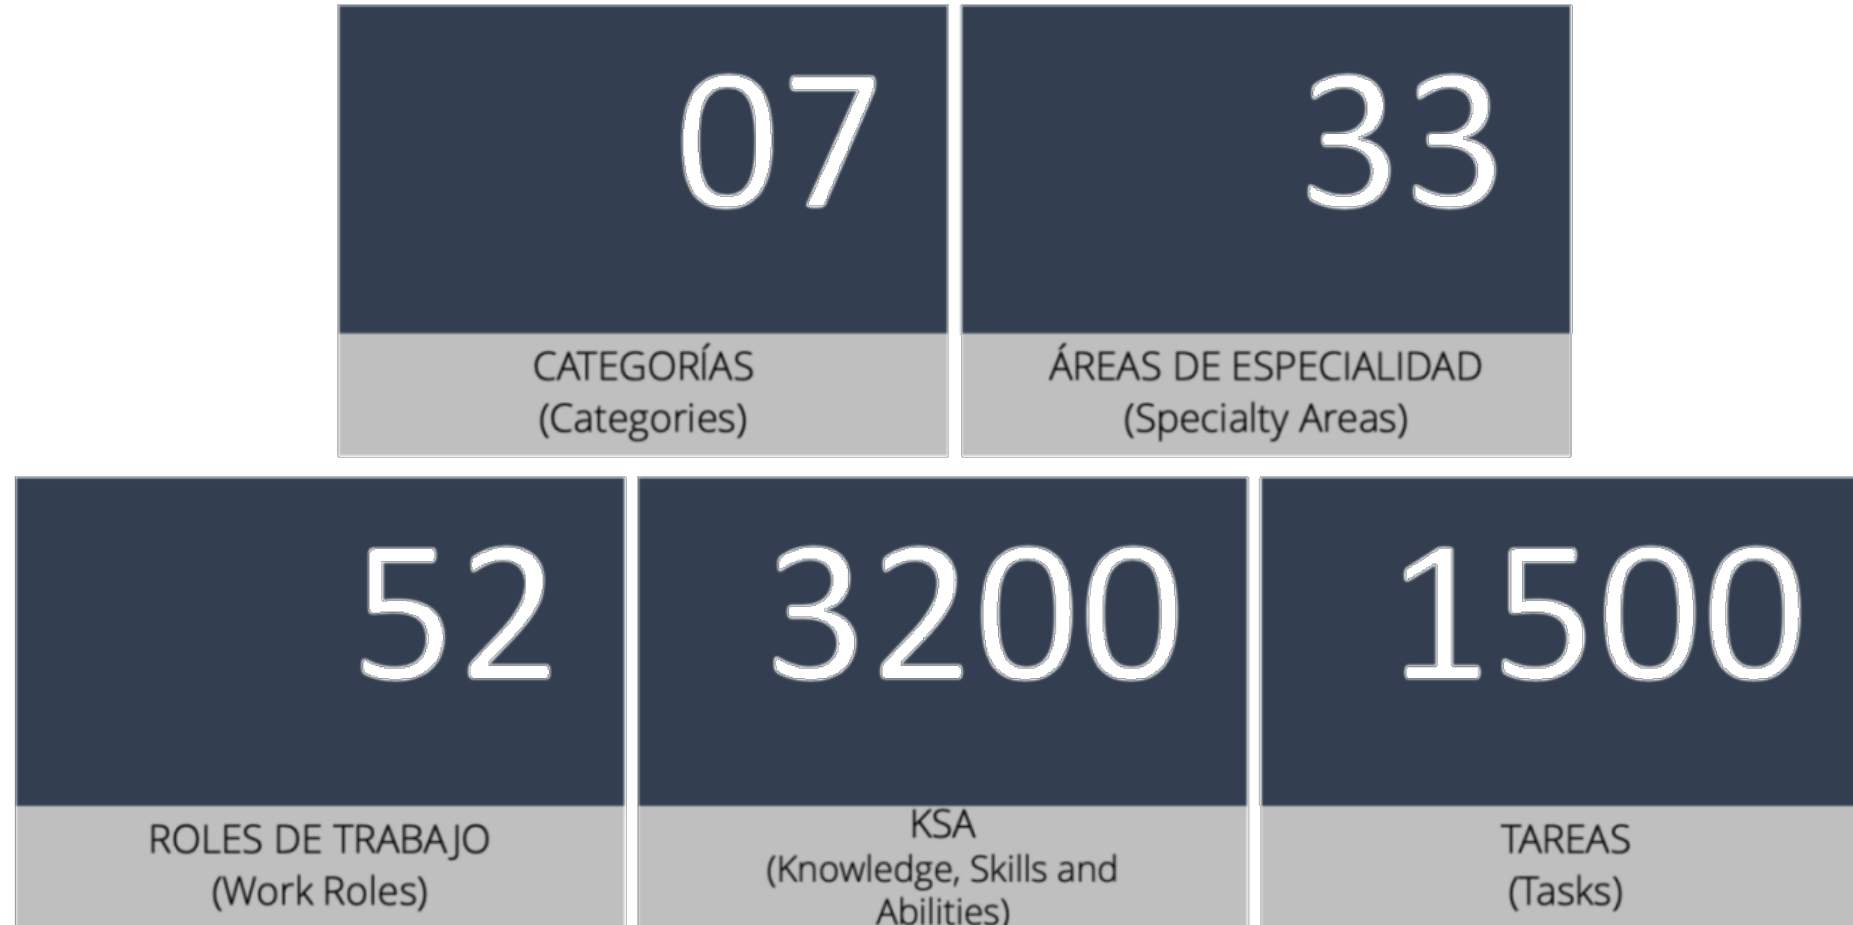 07
CATEGORÍAS
(Categories)
33
ÁREAS DE ESPECIALIDAD
(Specialty Areas)
52
ROLES DE TRABAJO
(Work Roles)
3200
KSA
(Knowledge, Skills and
Abilities)
1500
TAREAS
(Tasks)